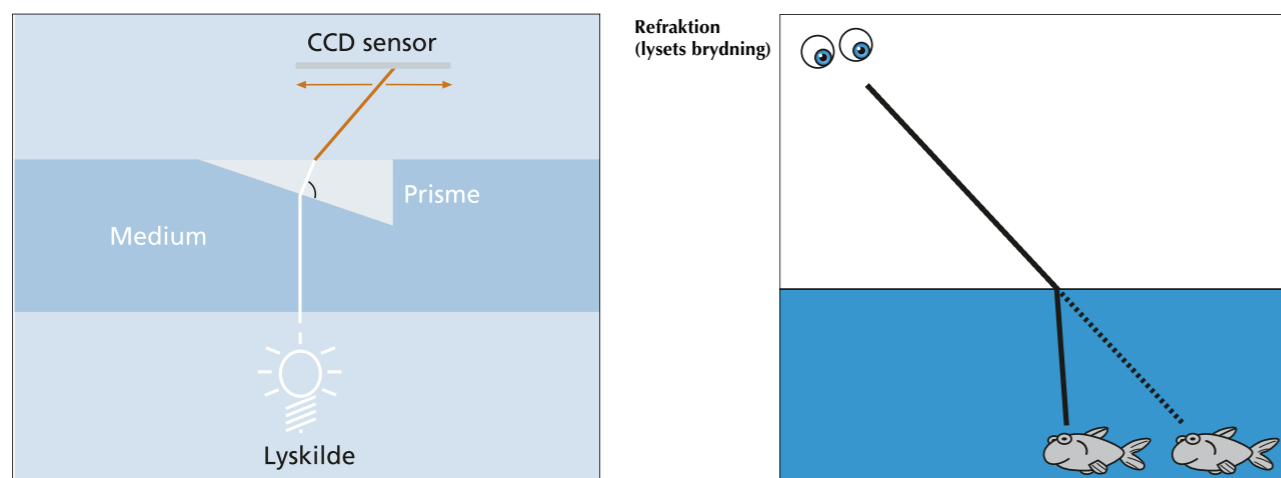 CCD sensor
Prisme
Medium
Lyskilde
Refraktion
(lysets brydning)